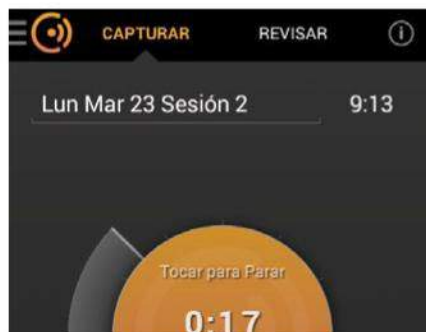 CAPTURAR REVISAR
Lun Mar 23 Sesión 2 9:13
Tocar para Parar
0:17